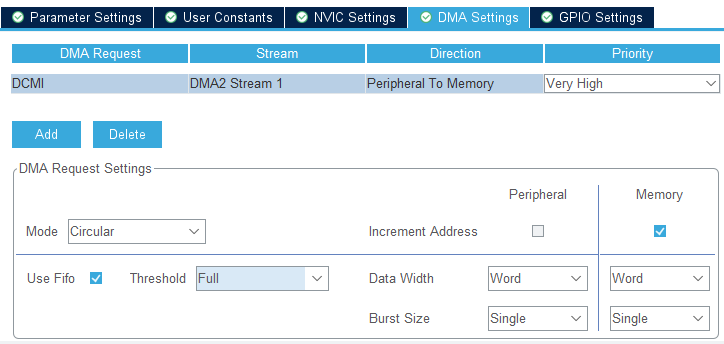 Parameter Settings User Constants NVIC Settings DMA Settings GPIO Settings
DMA Request Stream Direction Priority
DCMI DMA2 Stream 1 Peripheral To Memory Very High
Add Delete
DMA Request Settings
Peripheral Memory
Mode Circular Increment Address
Use Fifo Threshold Full Data Width Word Word
Burst Size Single Single